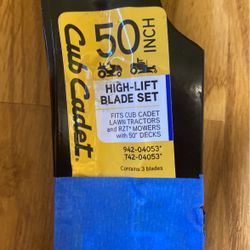 Cub Cadet
50 INCH
HIGH-LIFT
BLADE SET
FITS CUB CADET
LAWN TRACTORS
and RZT® MOWERS
with 50" DECKS
942-04053*
742-04053*
Contains 3 blades